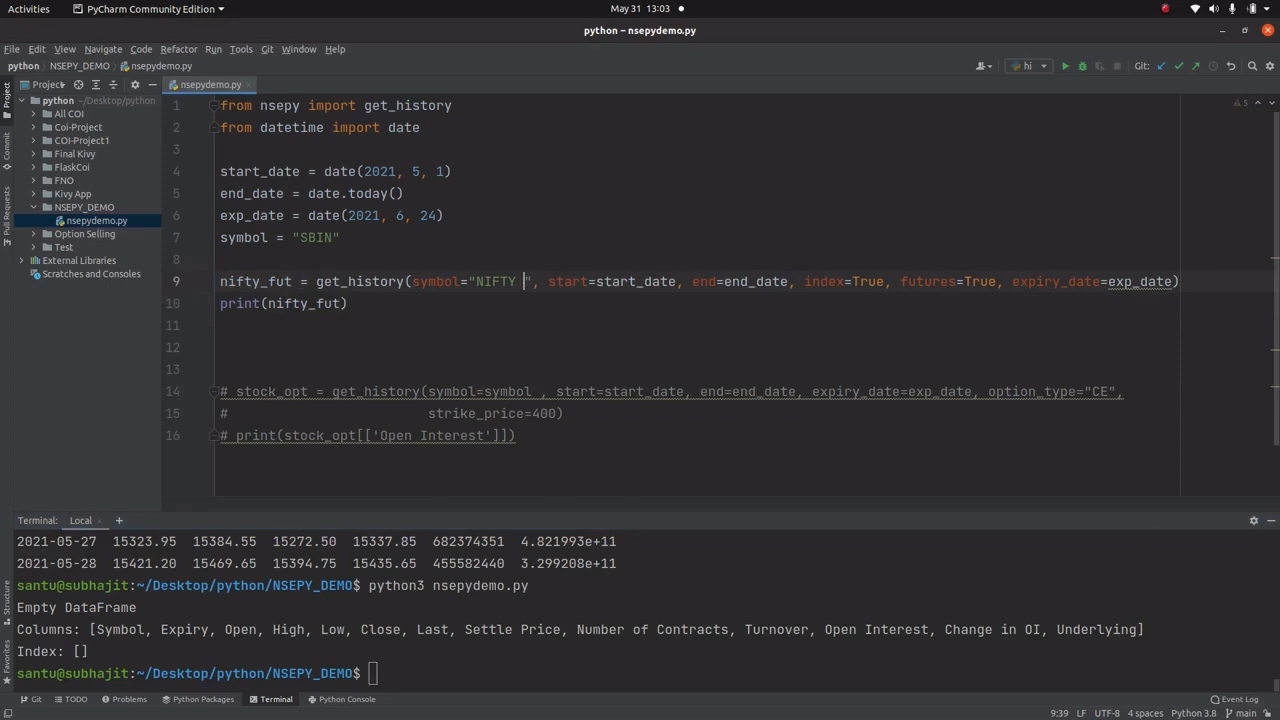 Activities PyCharm Community Edition May 31 13:03
python – nsepydemo.py
File Edit View Navigate Code Refactor Run Tools Git Window Help
python NSEPY_DEMO nsepydemo.py hi Git:
Project nsepydemo.py
python ~/Desktop/python
All COI
Coi-Project
COI-Project1
Final Kivy
FlaskCoi
FNO
Kivy App
NSEPY_DEMO
nsepydemo.py
Option Selling
Test
External Libraries
Scratches and Consoles
Project
Commit
Pull Requests
Structure
Favorites
5
1 from nsepy import get_history
2 from datetime import date
3
4 start_date = date(2021, 5, 1)
5 end_date = date.today()
6 exp_date = date(2021, 6, 24)
7 symbol = "SBIN"
8
9 nifty_fut = get_history(symbol="NIFTY ", start=start_date, end=end_date, index=True, futures=True, expiry_date=exp_date)
10 print(nifty_fut)
11
12
13
14 # stock_opt = get_history(symbol=symbol , start=start_date, end=end_date, expiry_date=exp_date, option_type="CE",
15 # strike_price=400)
16 # print(stock_opt[['Open Interest']])
Terminal: Local +
2021-05-27 15323.95 15384.55 15272.50 15337.85 682374351 4.821993e+11
2021-05-28 15421.20 15469.65 15394.75 15435.65 455582440 3.299208e+11
santu@subhajit:~/Desktop/python/NSEPY_DEMO$ python3 nsepydemo.py
Empty DataFrame
Columns: [Symbol, Expiry, Open, High, Low, Close, Last, Settle Price, Number of Contracts, Turnover, Open Interest, Change in OI, Underlying]
Index: []
santu@subhajit:~/Desktop/python/NSEPY_DEMO$
Git TODO Problems Python Packages Terminal Python Console Event Log
9:39 LF UTF-8 4 spaces Python 3.8 main